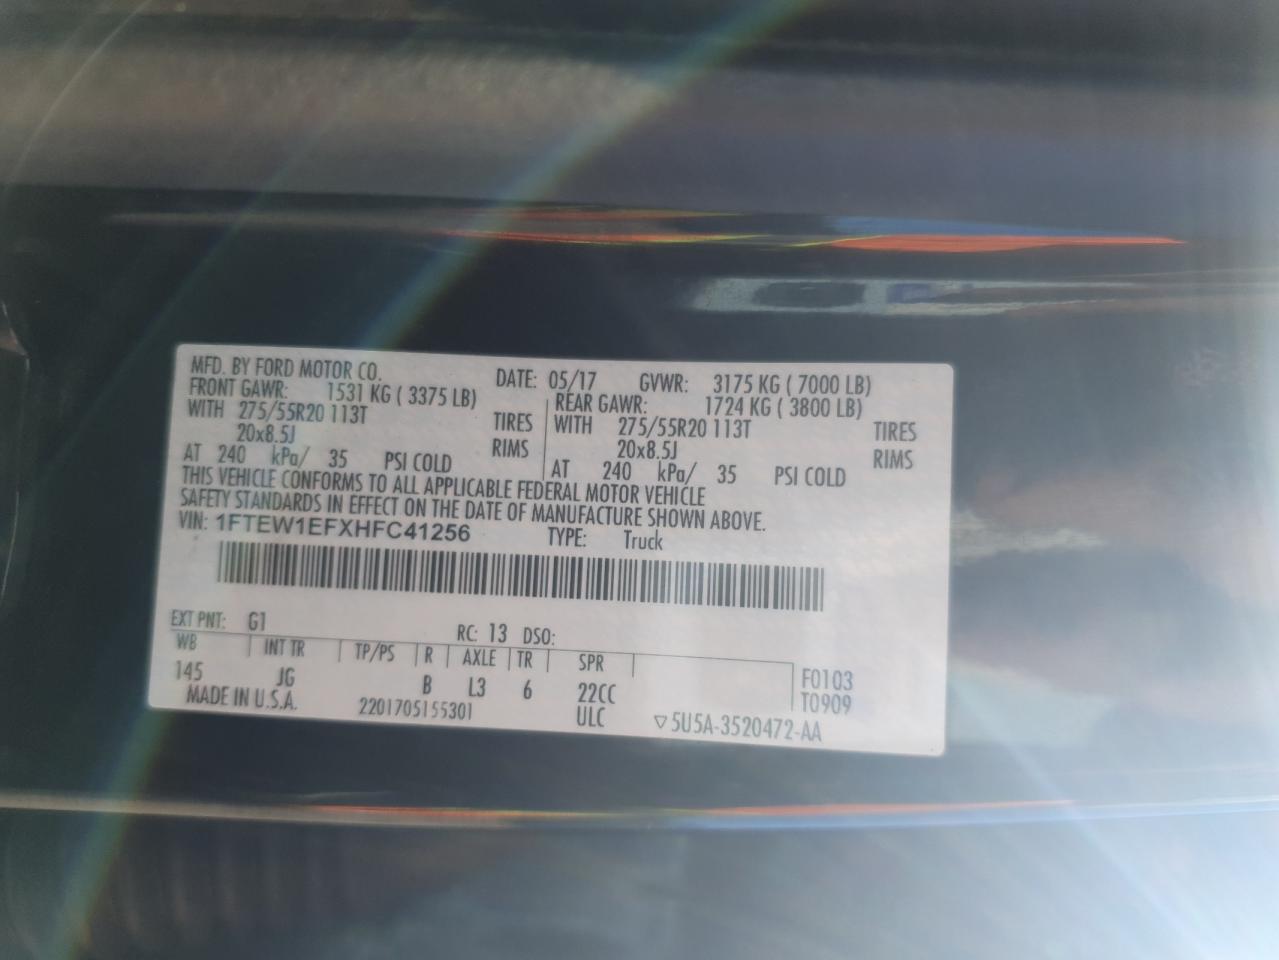 MFD. BY FORD MOTOR CO. DATE: 05/17 GVWR: 3175 KG ( 7000 LB)
FRONT GAWR: 1531 KG ( 3375 LB) REAR GAWR: 1724 KG ( 3800 LB)
WITH 275/55R20 113T TIRES WITH 275/55R20 113T TIRES
20x8.5J RIMS 20x8.5J RIMS
AT 240 kPa/ 35 PSI COLD AT 240 kPa/ 35 PSI COLD
THIS VEHICLE CONFORMS TO ALL APPLICABLE FEDERAL MOTOR VEHICLE
SAFETY STANDARDS IN EFFECT ON THE DATE OF MANUFACTURE SHOWN ABOVE.
VIN: 1FTEW1EFXHFC41256 TYPE: Truck
EXT PNT: G1 RC: 13 DSO:
WB INT TR TP/PS R AXLE TR SPR
145 JG B L3 6 22CC F0103
MADE IN U.S.A. 2201705155301 ULC T0909
▽5U5A-3520472-AA